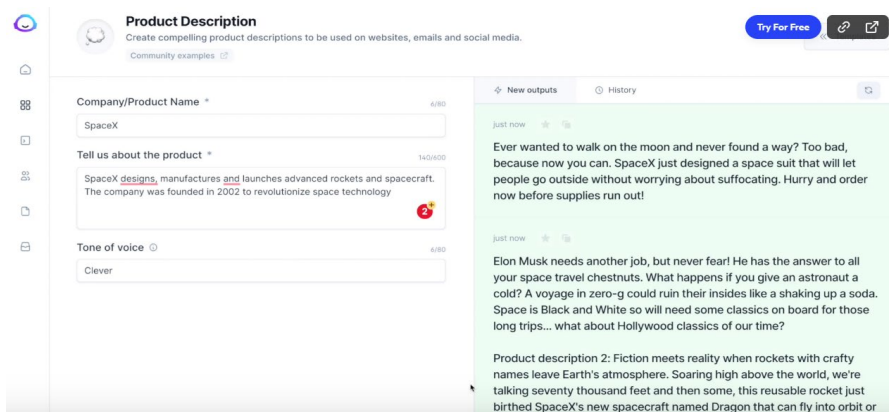 Product Description
Create compelling product descriptions to be used on websites, emails and social media.
Community examples
Try For Free
Company/Product Name *
6/80
SpaceX
Tell us about the product *
140/600
SpaceX designs, manufactures and launches advanced rockets and spacecraft.
The company was founded in 2002 to revolutionize space technology
2
Tone of voice
6/80
Clever
New outputs
History
just now
Ever wanted to walk on the moon and never found a way? Too bad,
because now you can. SpaceX just designed a space suit that will let
people go outside without worrying about suffocating. Hurry and order
now before supplies run out!
just now
Elon Musk needs another job, but never fear! He has the answer to all
your space travel chestnuts. What happens if you give an astronaut a
cold? A voyage in zero-g could ruin their insides like a shaking up a soda.
Space is Black and White so will need some classics on board for those
long trips... what about Hollywood classics of our time?
Product description 2: Fiction meets reality when rockets with crafty
names leave Earth's atmosphere. Soaring high above the world, we're
talking seventy thousand feet and then some, this reusable rocket just
birthed SpaceX's new spacecraft named Dragon that can fly into orbit or